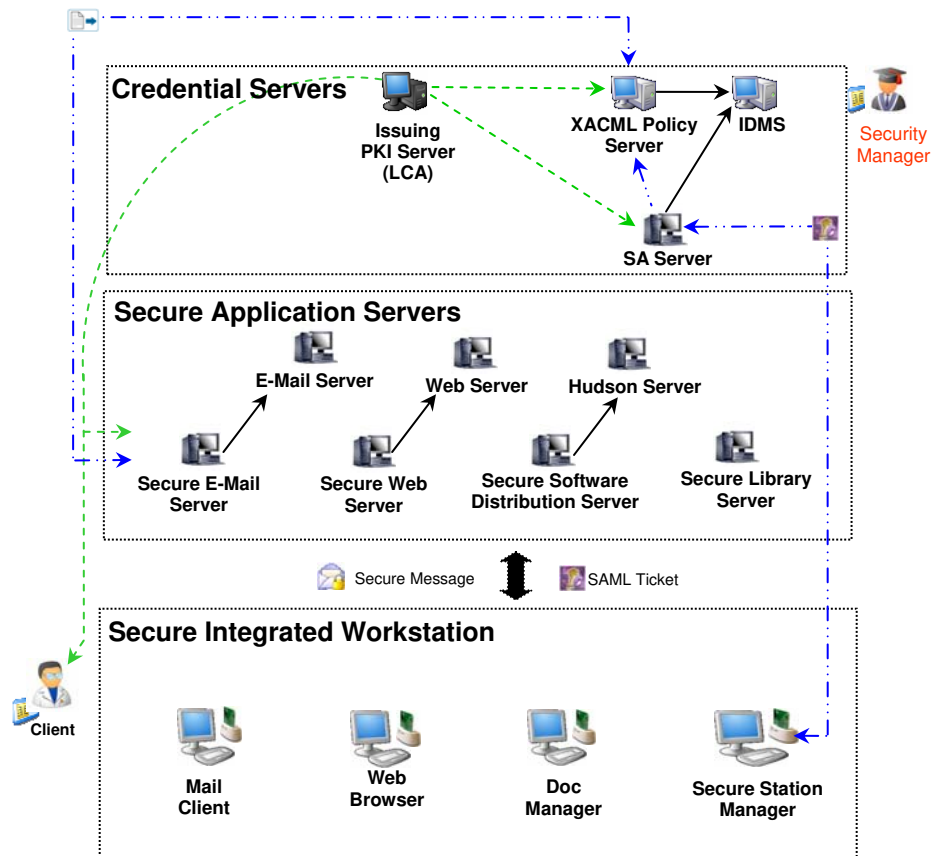 Credential Servers
Issuing
PKI Server
(LCA)
XACML Policy
Server
IDMS
Security
Manager
SA Server
Secure Application Servers
E-Mail Server
Web Server
Hudson Server
Secure E-Mail
Server
Secure Web
Server
Secure Software
Distribution Server
Secure Library
Server
Secure Message
SAML Ticket
Secure Integrated Workstation
Client
Mail
Client
Web
Browser
Doc
Manager
Secure Station
Manager